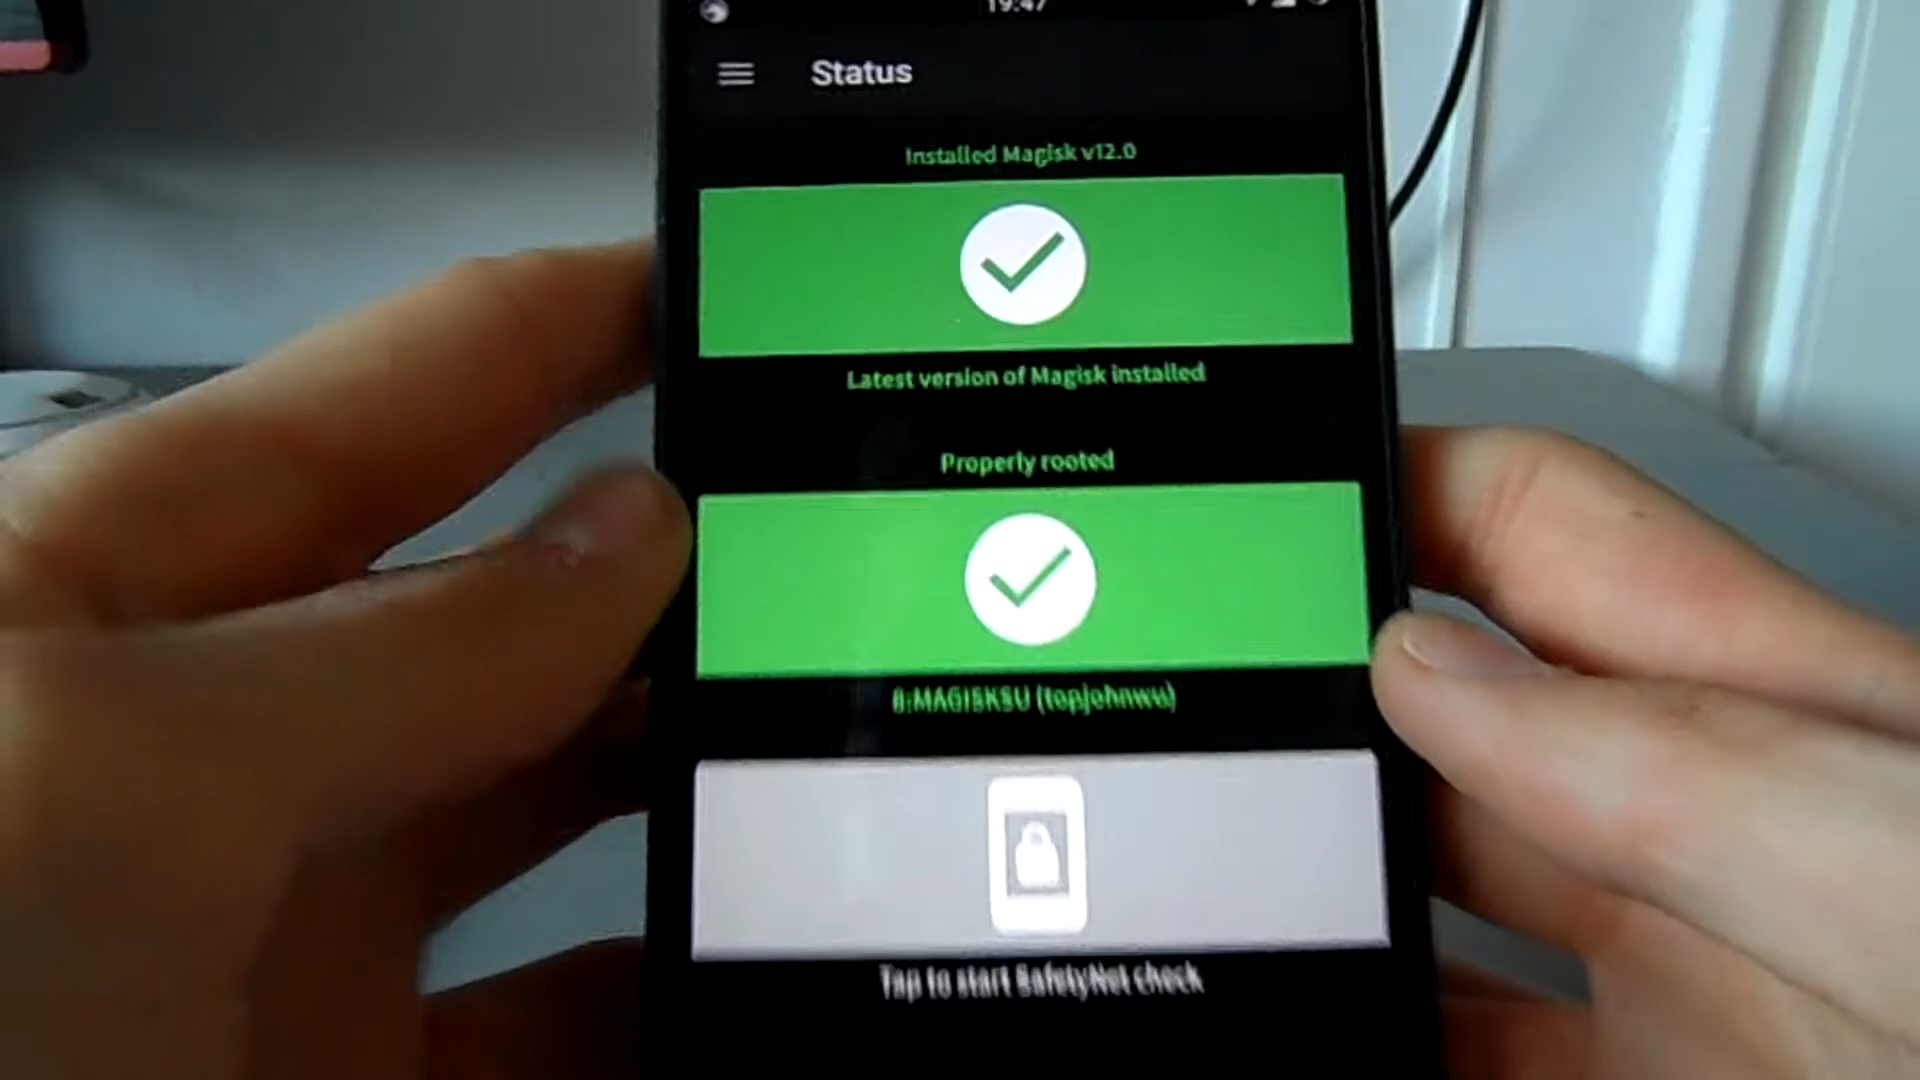 19:47
Status
Installed Magisk v12.0
Latest version of Magisk installed
Properly rooted
8:MAGISKSU (topjohnwu)
Tap to start SafetyNet check